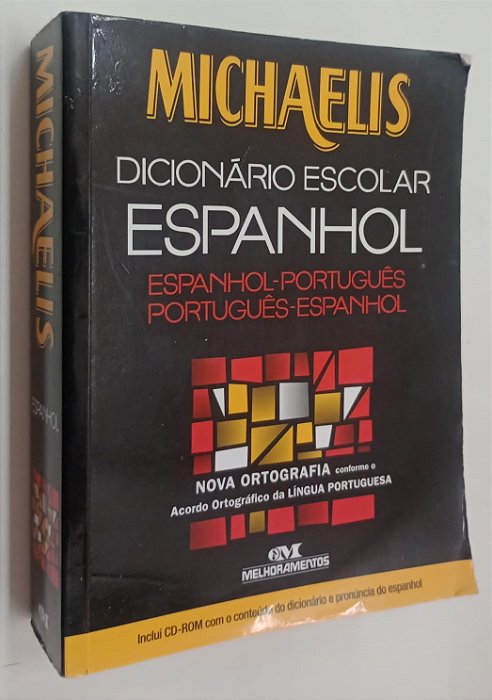 MICHAELIS
DICIONÁRIO ESCOLAR
ESPANHOL
ESPANHOL-PORTUGUÊS
PORTUGUÊS-ESPANHOL
NOVA ORTOGRAFIA conforme o
Acordo Ortográfico da LÍNGUA PORTUGUESA
MELHORAMENTOS
Inclui CD-ROM com o conteúdo do dicionário e pronúncia do espanhol
MICHAELIS
ESPANHOL